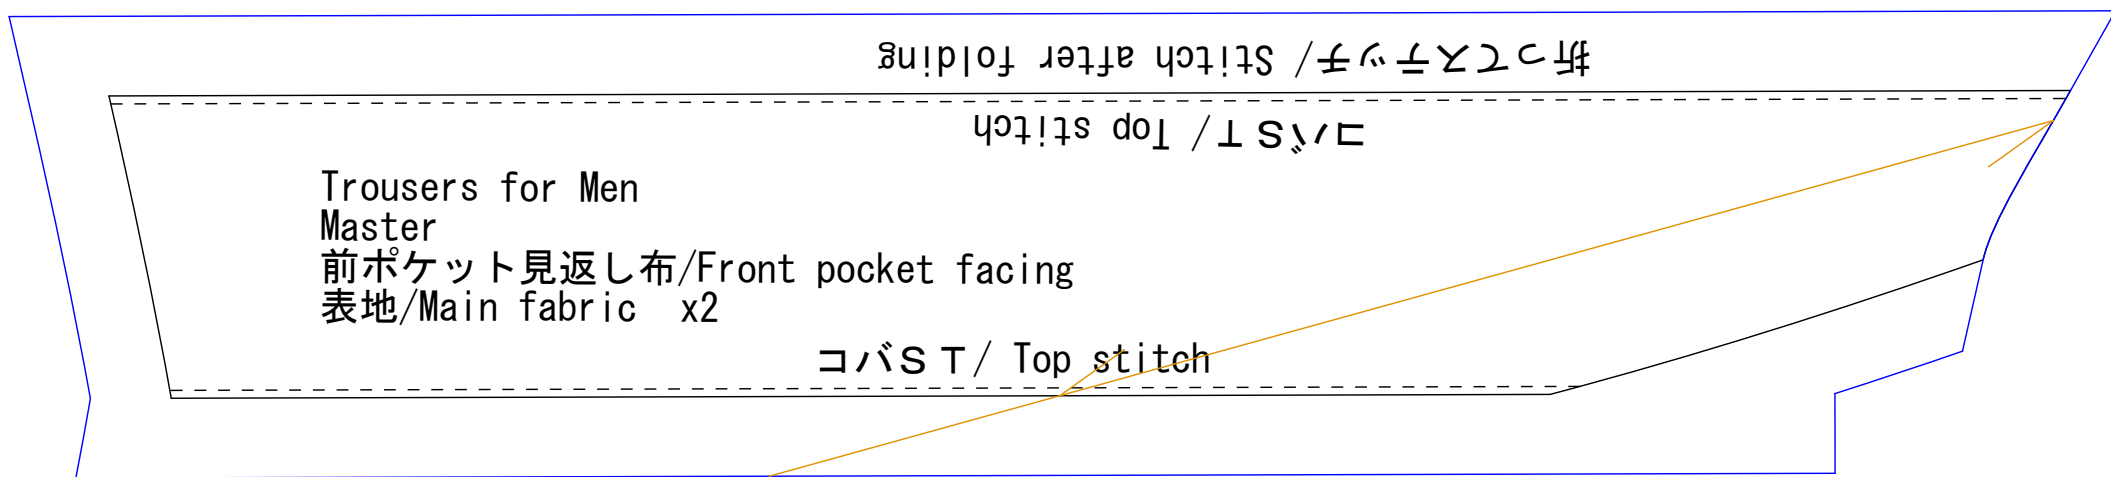 折ってステッチ/ Stitch after folding
コバＳＴ/ Top stitch
Trousers for Men
Master
前ポケット見返し布/Front pocket facing
表地/Main fabric  x2
コバＳＴ/ Top stitch